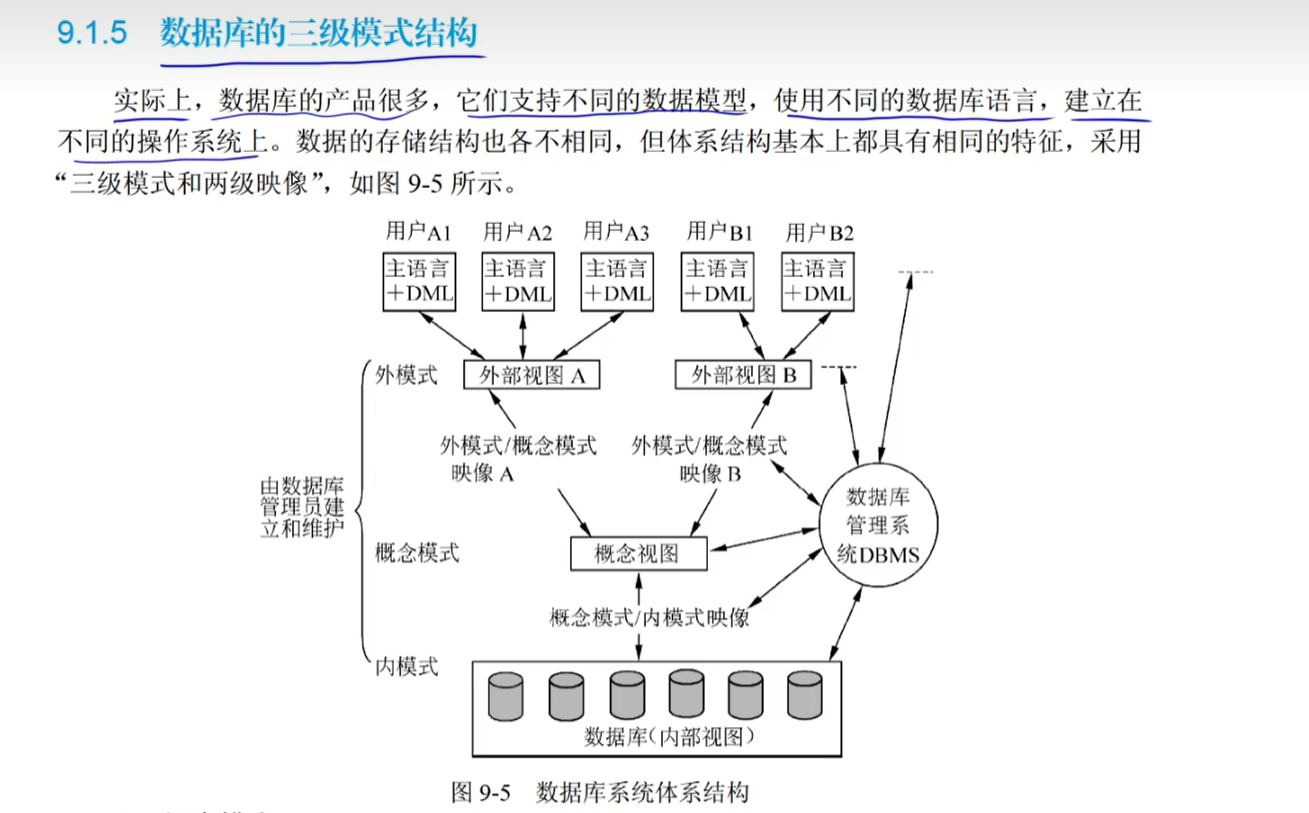 9.1.5 数据库的三级模式结构
实际上，数据库的产品很多，它们支持不同的数据模型，使用不同的数据库语言，建立在
不同的操作系统上。数据的存储结构也各不相同，但体系结构基本上都具有相同的特征，采用
“三级模式和两级映像”，如图 9-5 所示。
用户A1 用户A2 用户A3 用户B1 用户B2
主语言 主语言 主语言 主语言 主语言
+DML +DML +DML +DML +DML
外模式 外部视图 A 外部视图 B
外模式/概念模式 外模式/概念模式
映像 A 映像 B
由数据库
管理员建
立和维护
数据库
管理系
统DBMS
概念模式 概念视图
概念模式/内模式映像
内模式
数据库（内部视图）
图 9-5 数据库系统体系结构